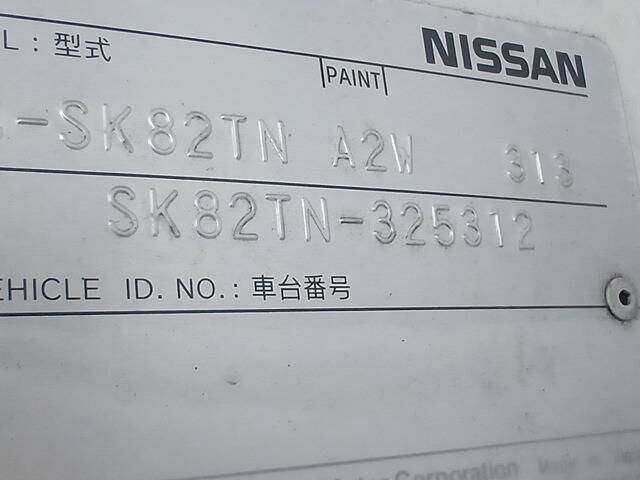 L : 型式 NISSAN
PAINT
-SK82TN A2W 313
SK82TN-325312
EHICLE ID. NO. : 車台番号
Corporation